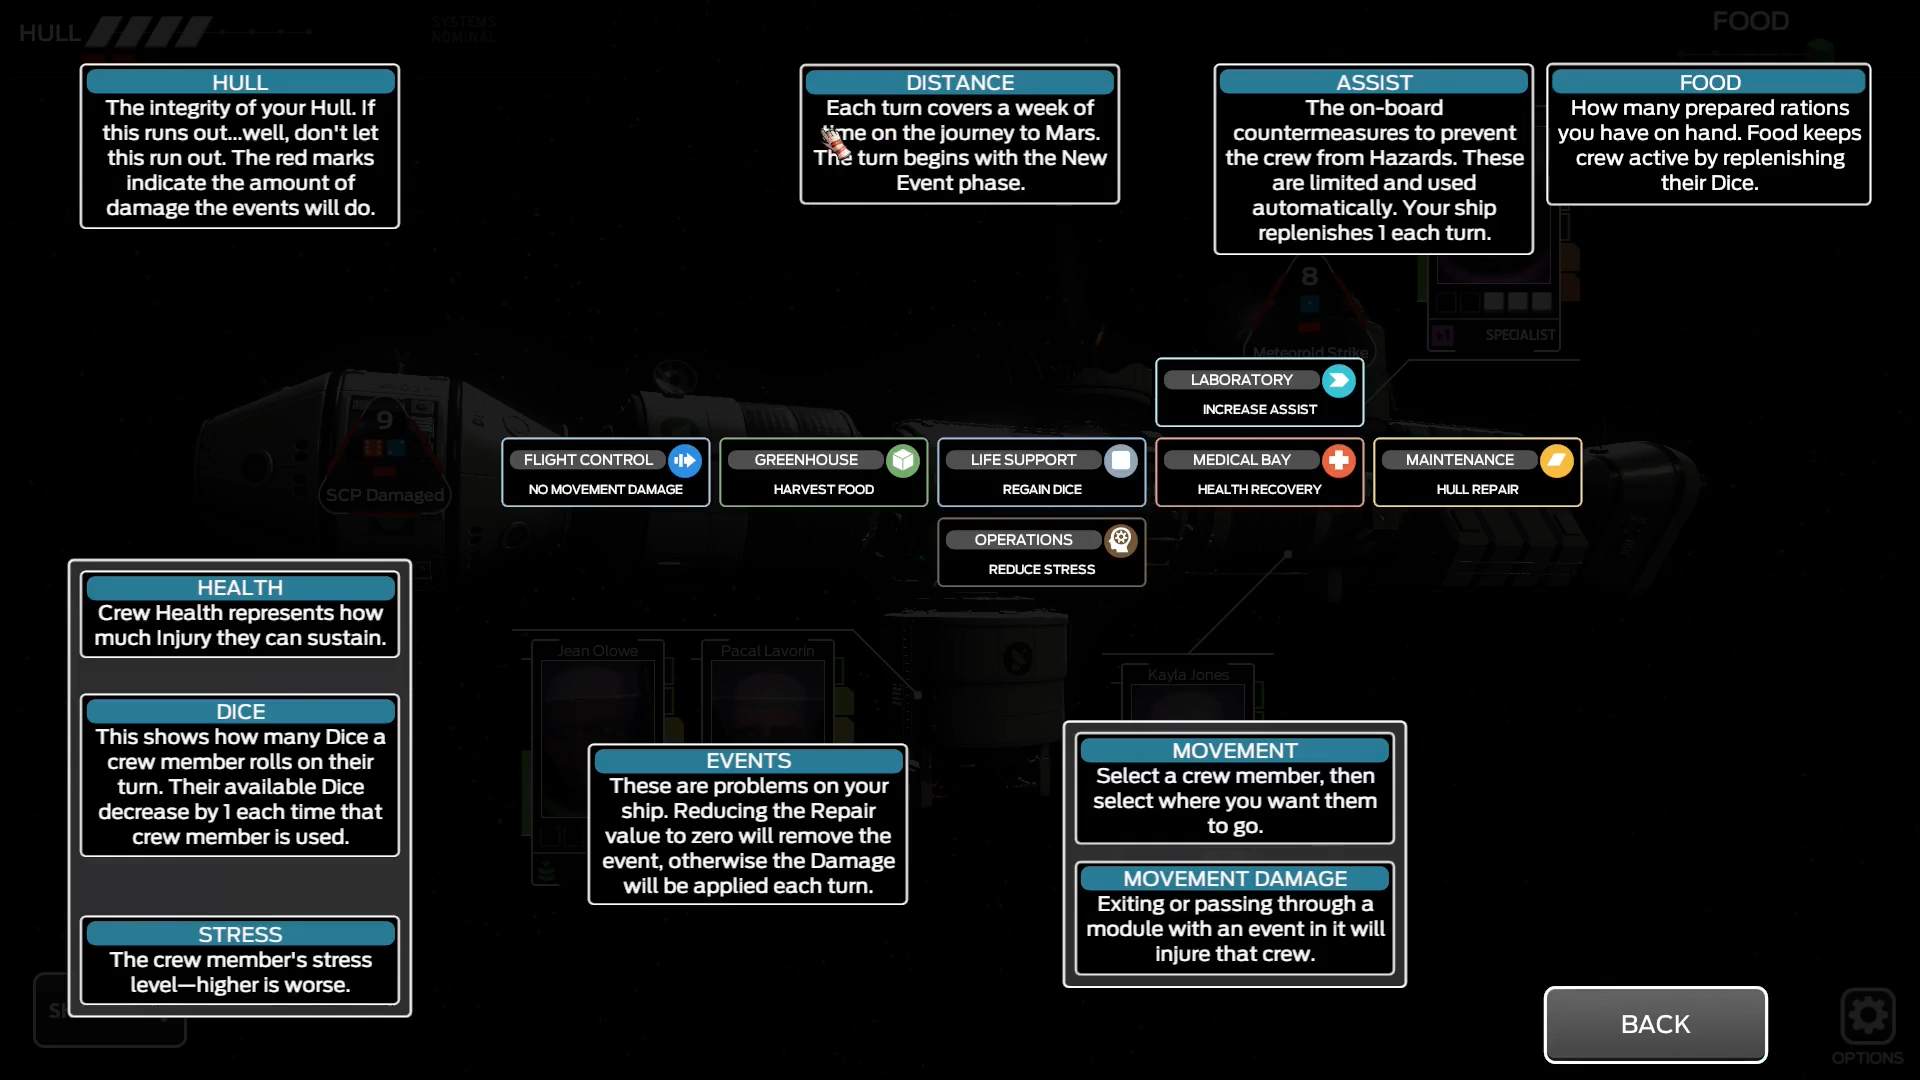 HULL
SYSTEMS
NOMINAL
FOOD
HULL
The integrity of your Hull. If
this runs out...well, don't let
this run out. The red marks
indicate the amount of
damage the events will do.
DISTANCE
Each turn covers a week of
me on the journey to Mars.
The turn begins with the New
Event phase.
ASSIST
The on-board
countermeasures to prevent
the crew from Hazards. These
are limited and used
automatically. Your ship
replenishes 1 each turn.
FOOD
How many prepared rations
you have on hand. Food keeps
crew active by replenishing
their Dice.
8
Meteoroid Strike
+1
SPECIALIST
LABORATORY
INCREASE ASSIST
9
SCP Damaged
FLIGHT CONTROL
NO MOVEMENT DAMAGE
GREENHOUSE
HARVEST FOOD
LIFE SUPPORT
REGAIN DICE
MEDICAL BAY
HEALTH RECOVERY
MAINTENANCE
HULL REPAIR
OPERATIONS
REDUCE STRESS
HEALTH
Crew Health represents how
much Injury they can sustain.
DICE
This shows how many Dice a
crew member rolls on their
turn. Their available Dice
decrease by 1 each time that
crew member is used.
STRESS
The crew member's stress
level—higher is worse.
Jean Olowe
Pacal Lavorin
Kayla Jones
EVENTS
These are problems on your
ship. Reducing the Repair
value to zero will remove the
event, otherwise the Damage
will be applied each turn.
MOVEMENT
Select a crew member, then
select where you want them
to go.
MOVEMENT DAMAGE
Exiting or passing through a
module with an event in it will
injure that crew.
BACK
OPTIONS